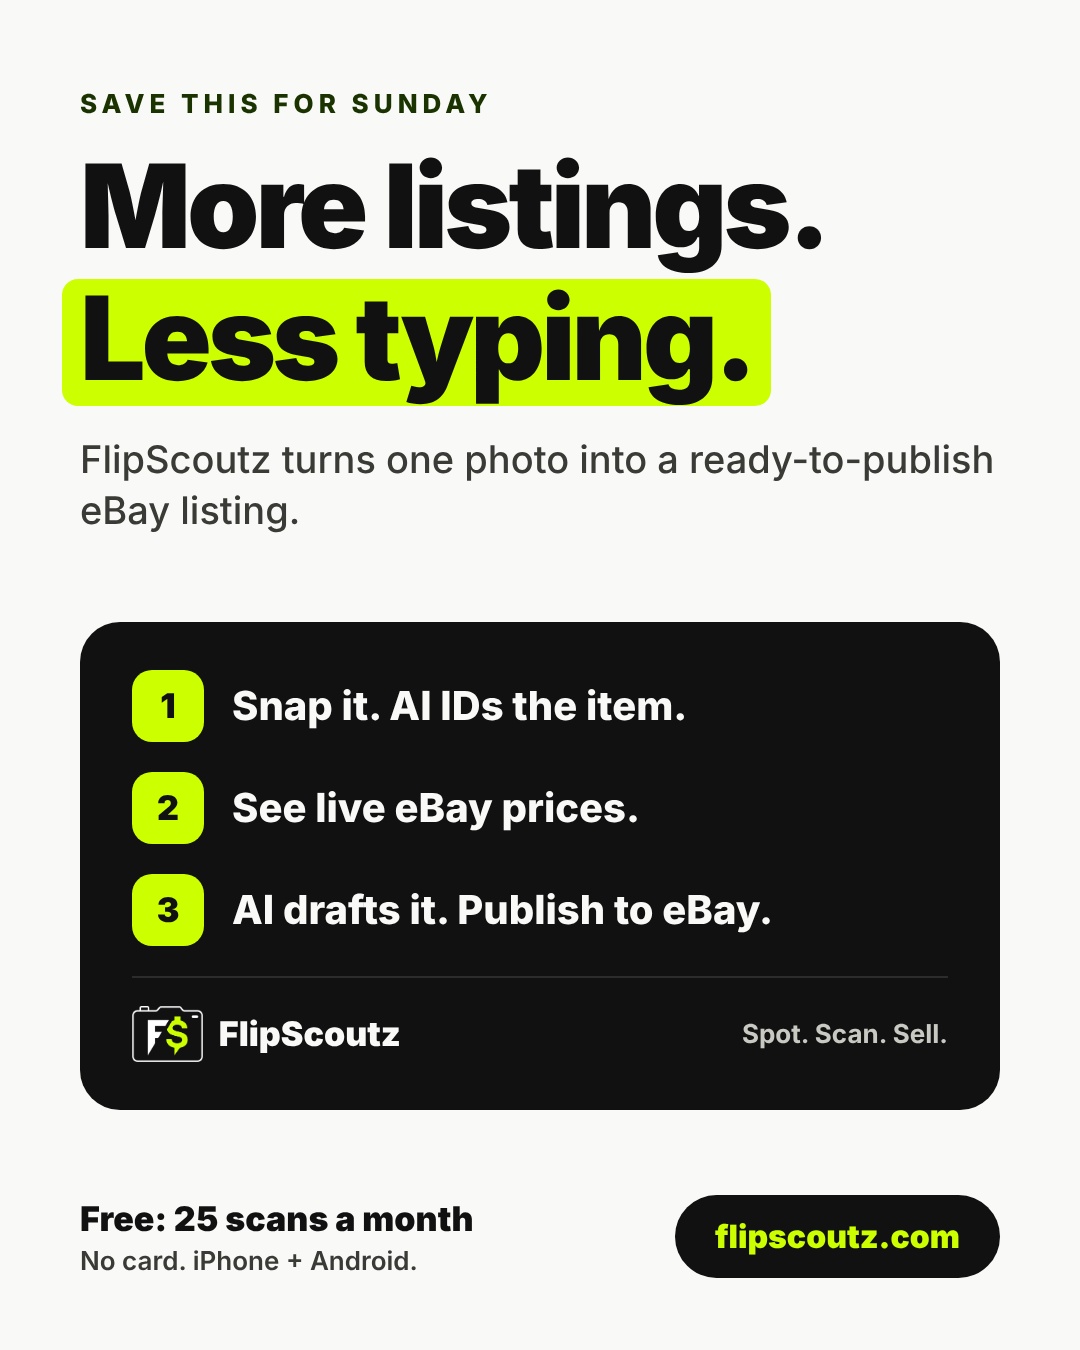 SAVE THIS FOR SUNDAY
More listings.
Less typing.
FlipScoutz turns one photo into a ready-to-publish
eBay listing.
1 Snap it. AI IDs the item.
2 See live eBay prices.
3 AI drafts it. Publish to eBay.
F$ FlipScoutz
Spot. Scan. Sell.
Free: 25 scans a month
No card. iPhone + Android.
flipscoutz.com